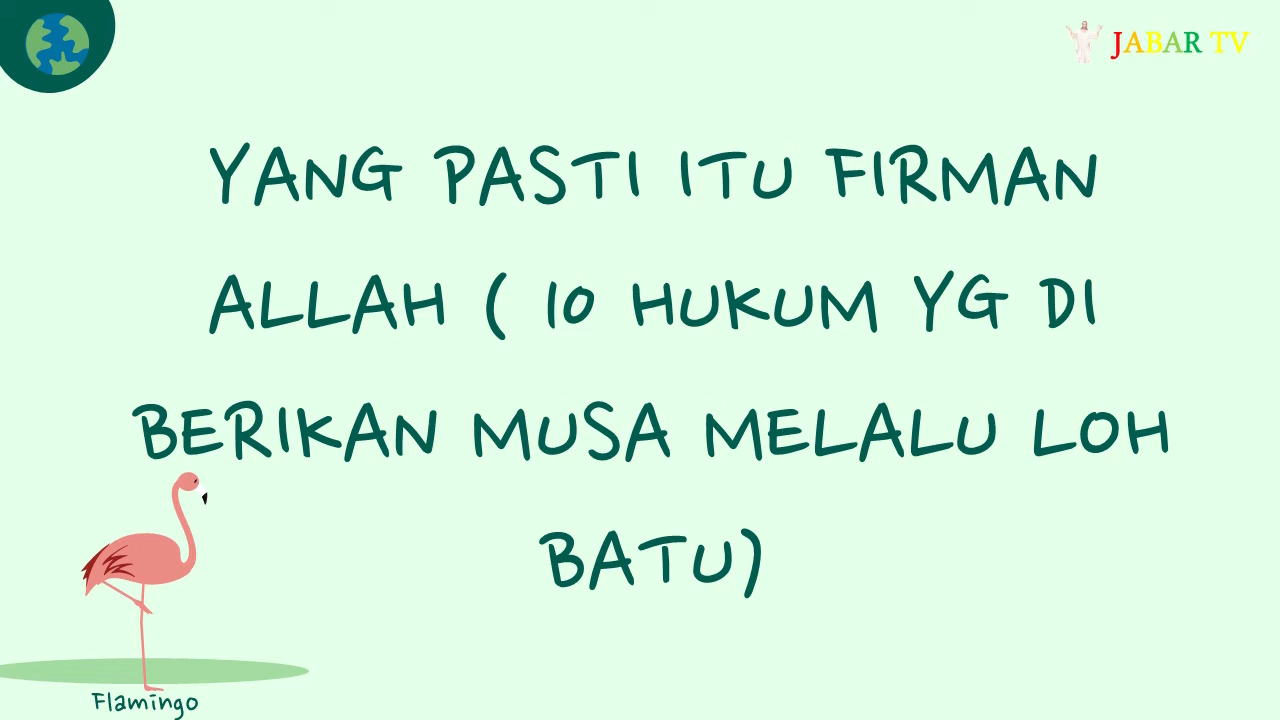 JABAR TV
YANG PASTI ITU FIRMAN
ALLAH ( 10 HUKUM YG DI
BERIKAN MUSA MELALU LOH
BATU)
Flamingo